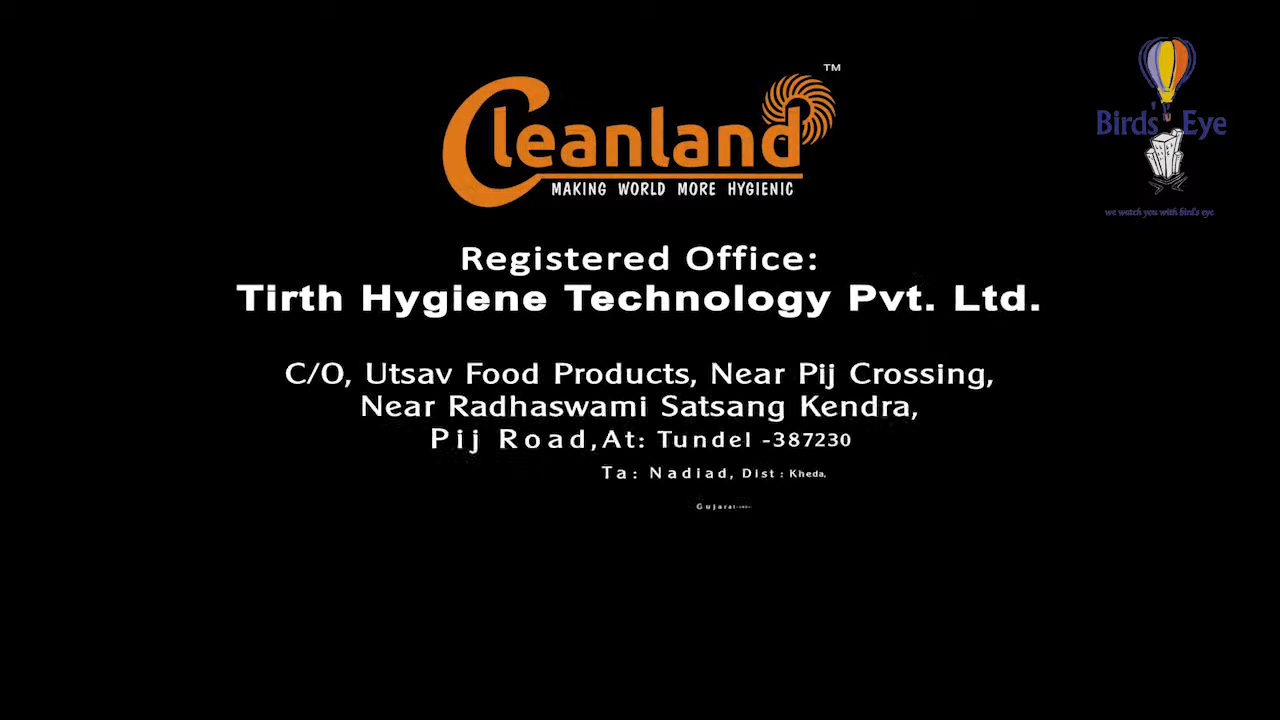 Cleanland
TM
MAKING WORLD MORE HYGIENIC
Birds' Eye
we watch you with bird's eye
Registered Office:
Tirth Hygiene Technology Pvt. Ltd.
C/O, Utsav Food Products, Near Pij Crossing,
Near Radhaswami Satsang Kendra,
Pij Road,At: Tundel -387230
Ta: Nadiad, Dist : Kheda,
Gujarat